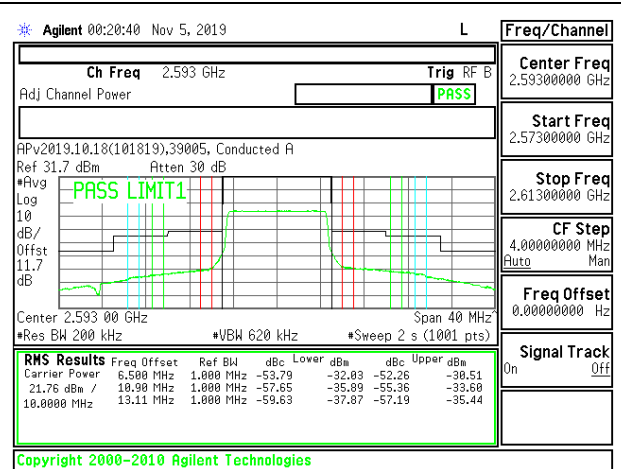 Agilent 00:20:40 Nov 5, 2019 L
Freq/Channel
Ch Freq 2.593 GHz Trig RF B
Adj Channel Power PASS
Center Freq
2.59300000 GHz
Start Freq
2.57300000 GHz
APv2019.10.18(101819),39005, Conducted A
Ref 31.7 dBm Atten 30 dB
#Avg
Log
10
dB/
Offst
11.7
dB
PASS LIMIT1
Stop Freq
2.61300000 GHz
CF Step
4.00000000 MHz
Auto Man
Freq Offset
0.00000000 Hz
Center 2.593 00 GHz Span 40 MHz^
#Res BW 200 kHz #VBW 620 kHz #Sweep 2 s (1001 pts)
Signal Track
On Off
RMS Results Freq Offset Ref BW dBc Lower dBm dBc Upper dBm
Carrier Power 6.500 MHz 1.000 MHz -53.79 -32.03 -52.26 -30.51
21.76 dBm / 10.90 MHz 1.000 MHz -57.65 -35.89 -55.36 -33.60
10.0000 MHz 13.11 MHz 1.000 MHz -59.63 -37.87 -57.19 -35.44
Copyright 2000-2010 Agilent Technologies